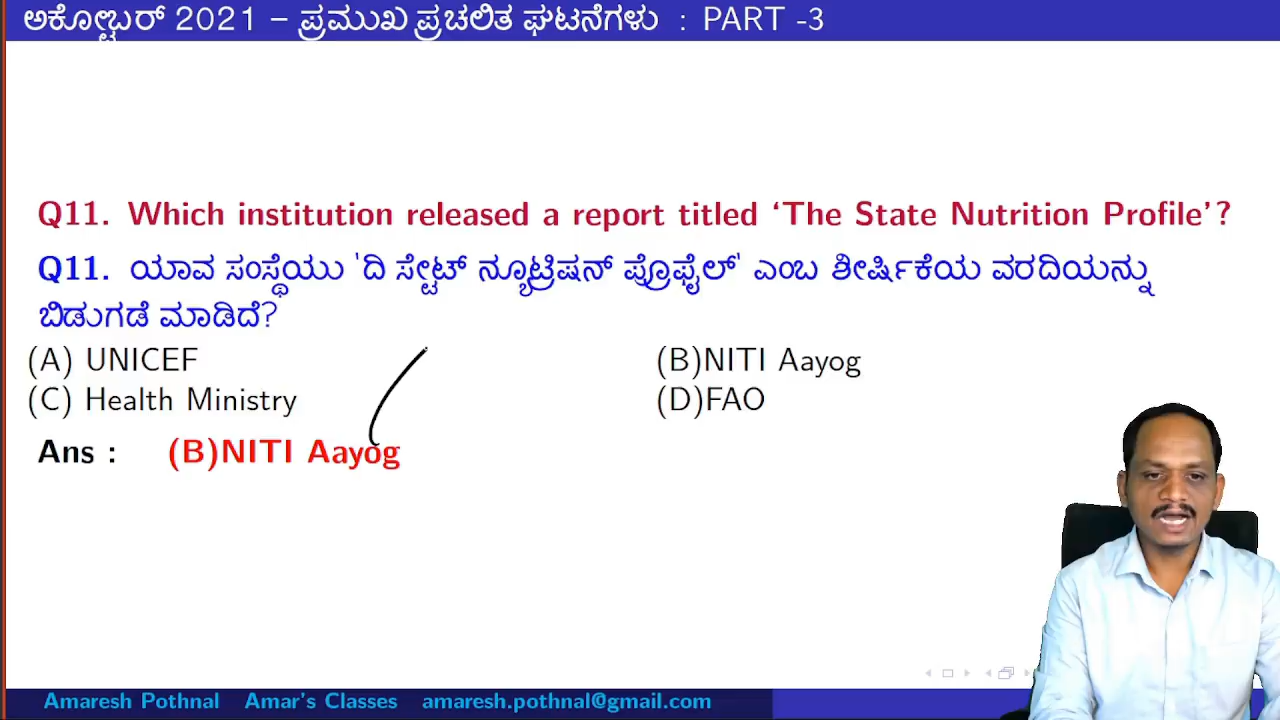 ಅಕ್ಟೋಬರ್ 2021 – ಪ್ರಮುಖ ಪ್ರಚಲಿತ ಘಟನೆಗಳು : PART -3
Q11. Which institution released a report titled ‘The State Nutrition Profile’?
Q11. ಯಾವ ಸಂಸ್ಥೆಯು 'ದಿ ಸ್ಟೇಟ್ ನ್ಯೂಟ್ರಿಷನ್ ಪ್ರೊಫೈಲ್' ಎಂಬ ಶೀರ್ಷಿಕೆಯ ವರದಿಯನ್ನು
ಬಿಡುಗಡೆ ಮಾಡಿದೆ?
(A) UNICEF (B)NITI Aayog
(C) Health Ministry (D)FAO
Ans : (B)NITI Aayog
Amaresh Pothnal Amar's Classes amaresh.pothnal@gmail.com